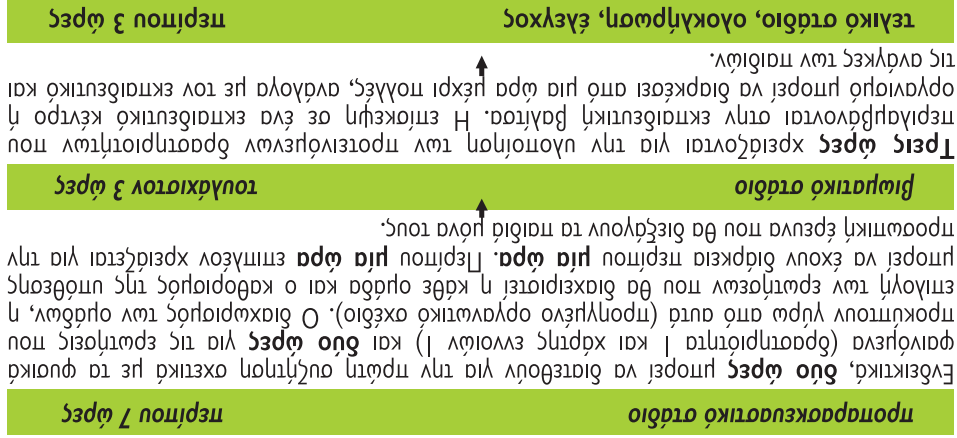 προπαρασκευαστικό στάδιο περίπου 7 ώρες
Ενδεικτικά, δύο ώρες μπορεί να διατεθούν για την πρώτη συζήτηση σχετικά με τα φυσικά
φαινόμενα (δραστηριότητα 1 και χάρτης εννοιών 1) και δύο ώρες για τις ερωτήσεις που
προκύπτουν γύρω από αυτά (προηγμένο οργανωτικό σχέδιο). Ο διαχωρισμός των ομάδων, η
επιλογή των ερωτήσεων που θα διαχειριστεί η κάθε ομάδα και ο καθορισμός της υπόθεσης
μπορεί να έχουν διάρκεια περίπου μία ώρα. Περίπου μία ώρα επιπλέον χρειάζεται για την
προσωπική έρευνα που θα διεξάγουν τα παιδιά μόνα τους.
βιωματικό στάδιο τουλάχιστον 3 ώρες
Τρεις ώρες χρειάζονται για την υλοποίηση των προτεινόμενων δραστηριοτήτων που
περιλαμβάνονται στην εκπαιδευτική βαλίτσα. Η επίσκεψη σε ένα εκπαιδευτικό κέντρο ή
οργανισμό μπορεί να διαρκέσει από μια ώρα μέχρι πολλές, ανάλογα με τον εκπαιδευτικό και
τις ανάγκες των παιδιών.
τελικό στάδιο, ολοκλήρωση, έλεγχος περίπου 3 ώρες